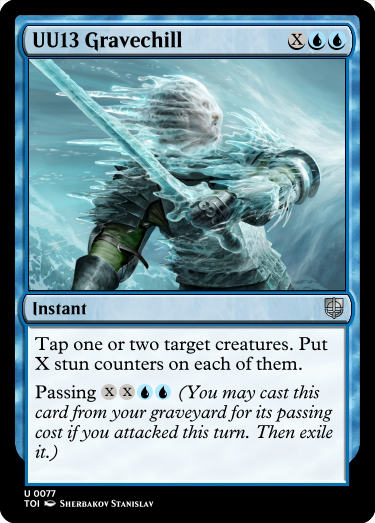 UU13 Gravechill
X
Instant
Tap one or two target creatures. Put
X stun counters on each of them.
Passing X X (You may cast this
card from your graveyard for its passing
cost if you attacked this turn. Then exile
it.)
U 0077
TOI Sherbakov Stanislav